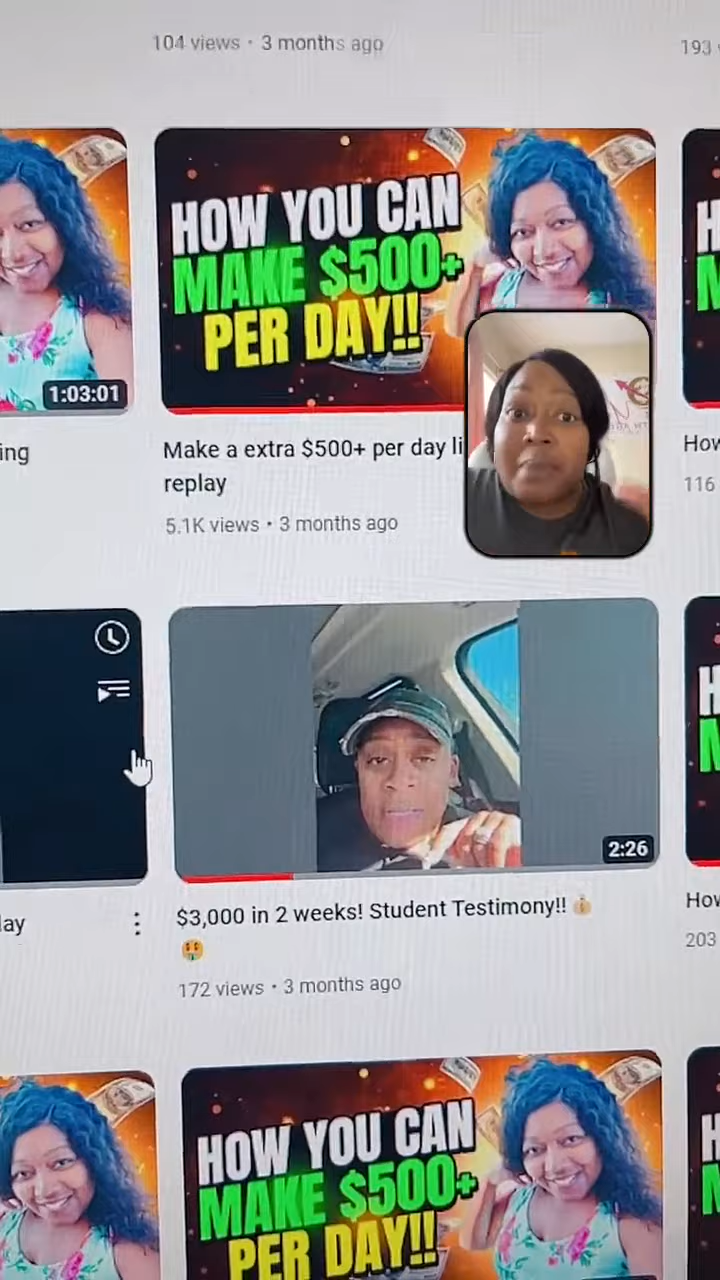 104 views • 3 months ago
193
HOW YOU CAN
MAKE $500+
PER DAY!!
1:03:01
ing
Make a extra $500+ per day li
replay
5.1K views • 3 months ago
How
116
2:26
lay
$3,000 in 2 weeks! Student Testimony!! 💰
🤑
172 views • 3 months ago
How
203
HOW YOU CAN
MAKE $500+
PER DAY!!